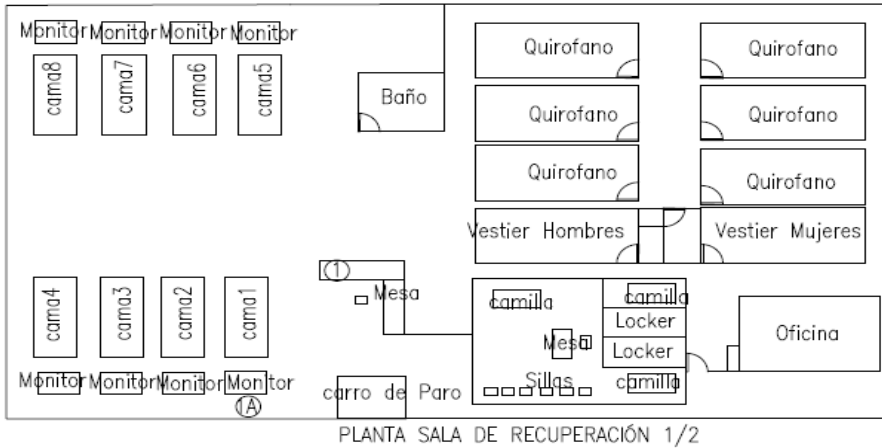 Monitor Monitor Monitor Monitor
cama8 cama7 cama6 cama5
Baño
Quirofano Quirofano
Quirofano Quirofano
Quirofano Quirofano
Vestier Hombres Vestier Mujeres
1
Mesa
cama4 cama3 cama2 cama1
Monitor Monitor Monitor Monitor
1A
carro de Paro
camilla camilla
Locker
Mesa
Locker
Sillas camilla
Oficina
PLANTA SALA DE RECUPERACIÓN 1/2